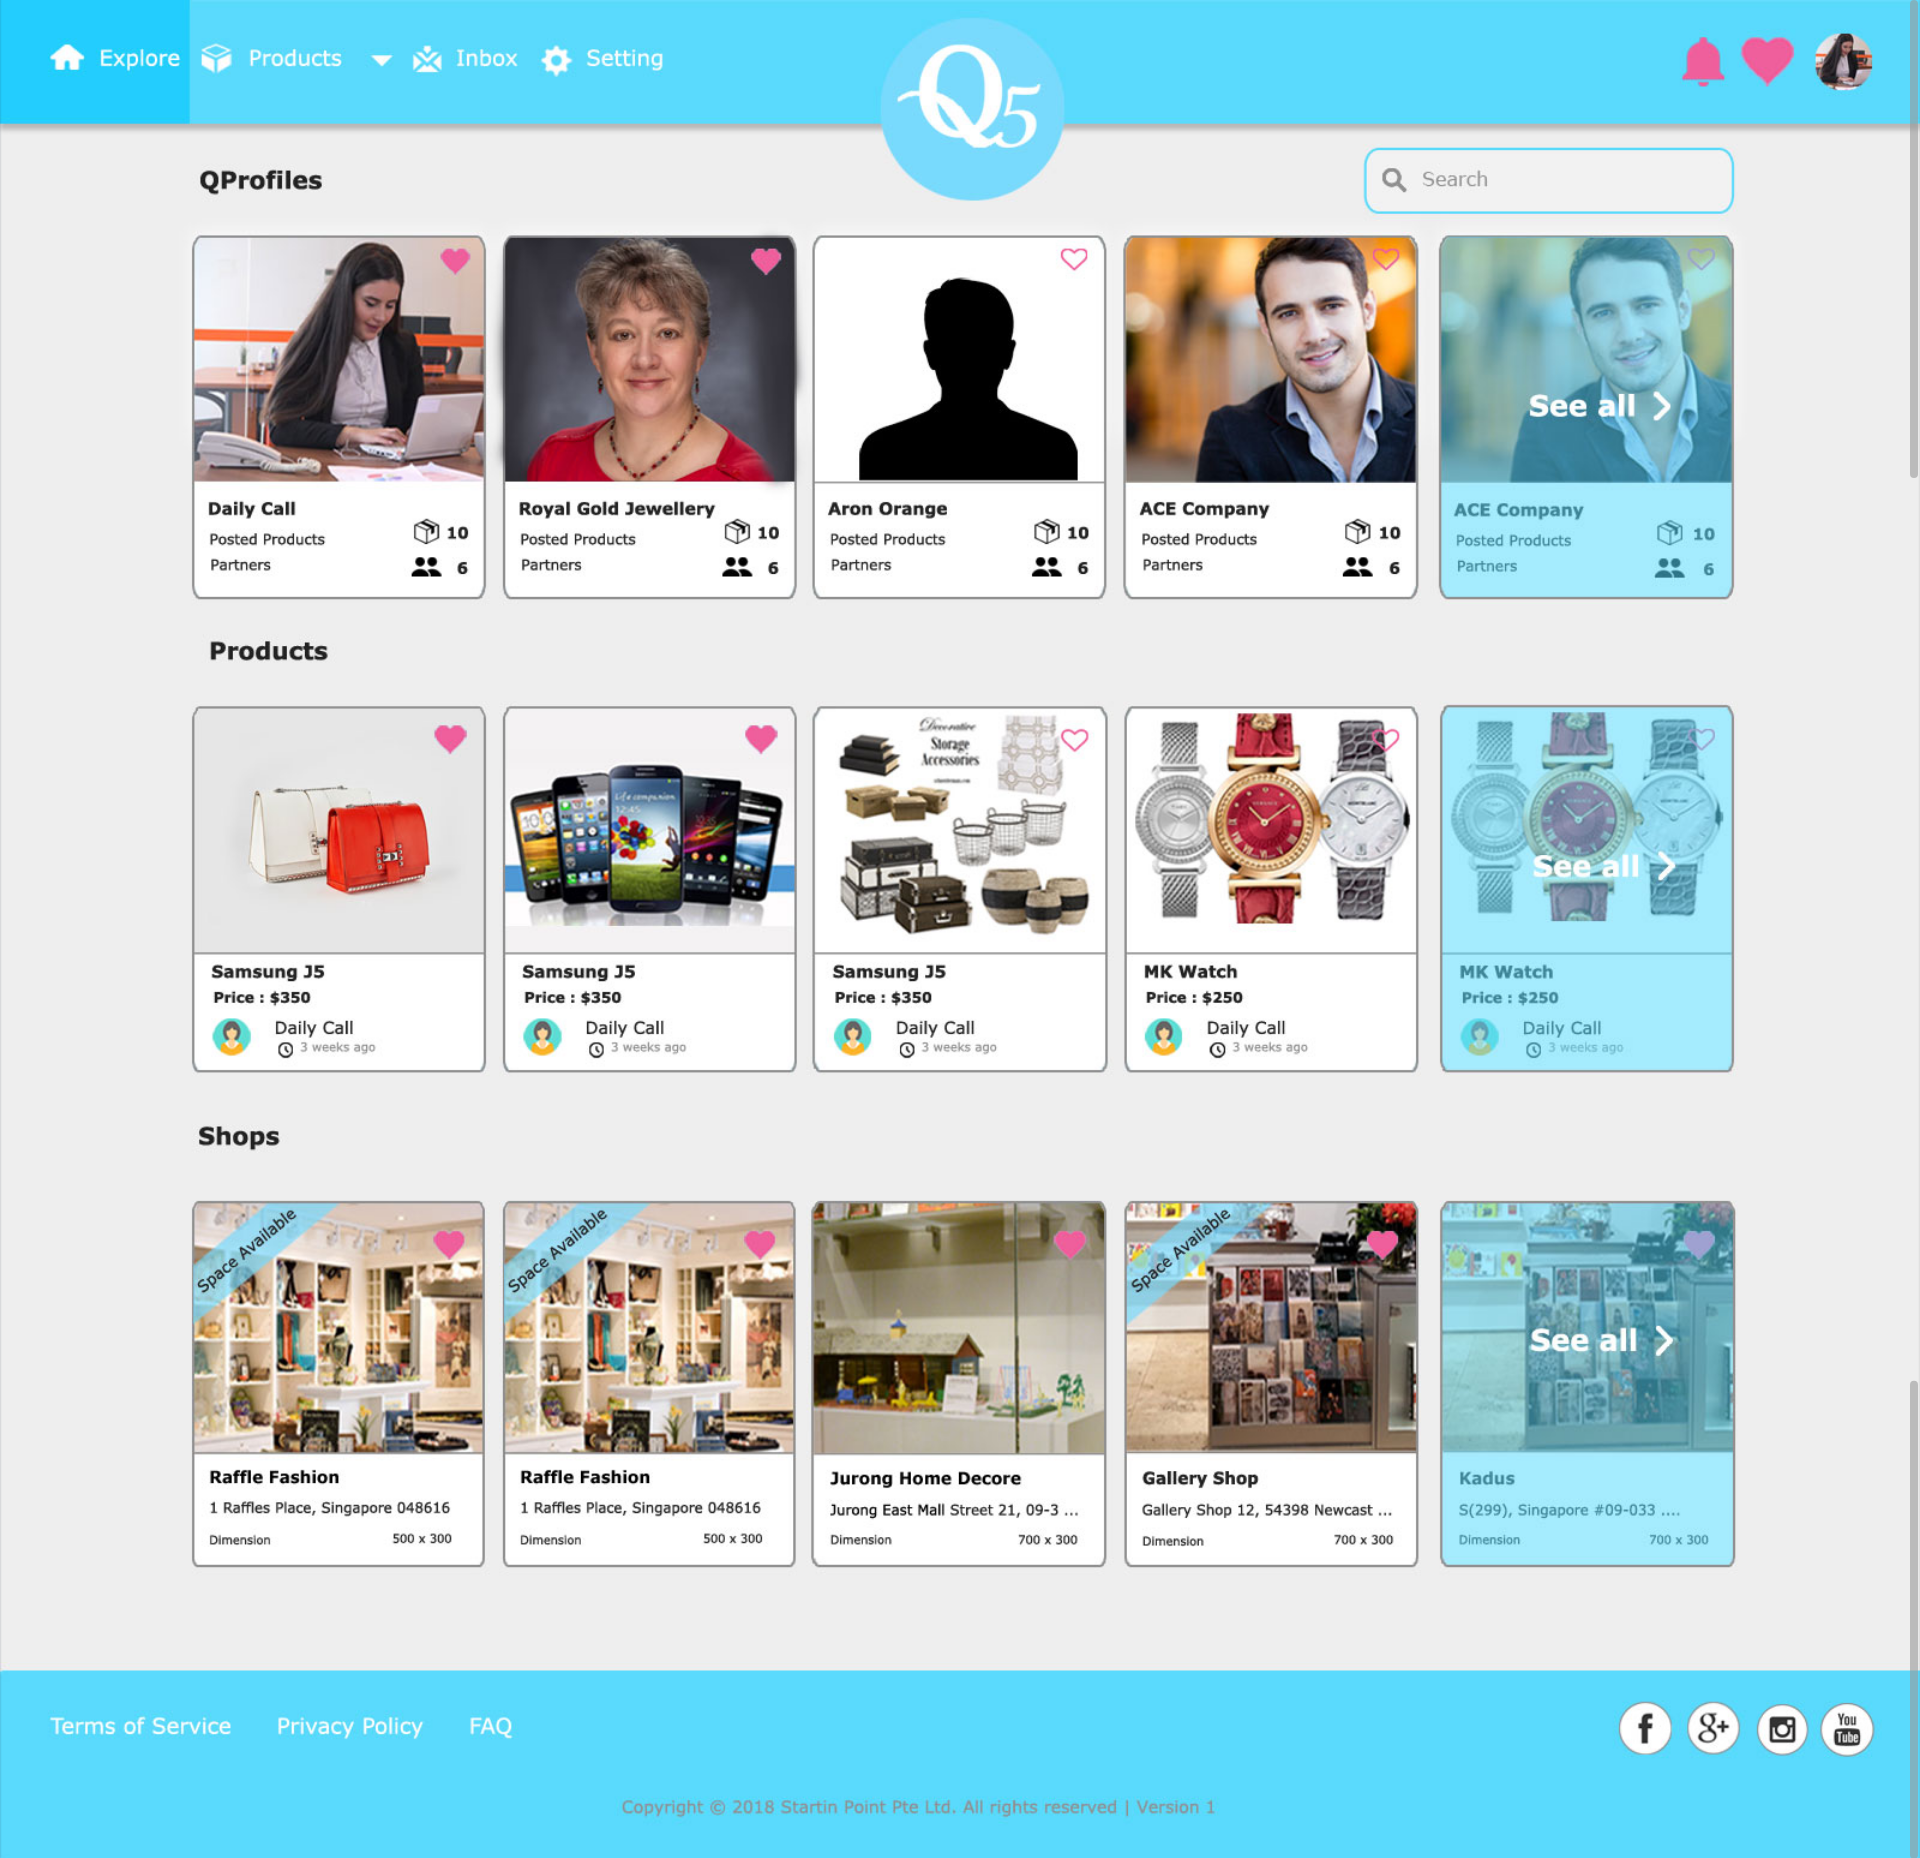 Explore Products Inbox Setting
Q5
QProfiles
Search
See all
Daily Call
Posted Products 10
Partners 6
Royal Gold Jewellery
Posted Products 10
Partners 6
Aron Orange
Posted Products 10
Partners 6
ACE Company
Posted Products 10
Partners 6
ACE Company
Posted Products 10
Partners 6
Products
Life companion
12:45
Decorative
Storage
Accessories
See all
Samsung J5
Price : $350
Daily Call
3 weeks ago
Samsung J5
Price : $350
Daily Call
3 weeks ago
Samsung J5
Price : $350
Daily Call
3 weeks ago
MK Watch
Price : $250
Daily Call
3 weeks ago
MK Watch
Price : $250
Daily Call
3 weeks ago
Shops
Space Available
Space Available
Space Available
See all
Raffle Fashion
1 Raffles Place, Singapore 048616
Dimension 500 x 300
Raffle Fashion
1 Raffles Place, Singapore 048616
Dimension 500 x 300
Jurong Home Decore
Jurong East Mall Street 21, 09-3 ...
Dimension 700 x 300
Gallery Shop
Gallery Shop 12, 54398 Newcast ...
Dimension 700 x 300
Kadus
S(299), Singapore #09-033 ....
Dimension 700 x 300
Terms of Service Privacy Policy FAQ
f g+ You
Tube
Copyright © 2018 Startin Point Pte Ltd. All rights reserved | Version 1